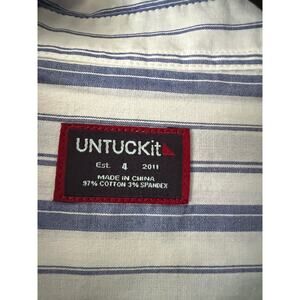 UNTUCKit
Est. 4 2011
MADE IN CHINA
97% COTTON 3% SPANDEX